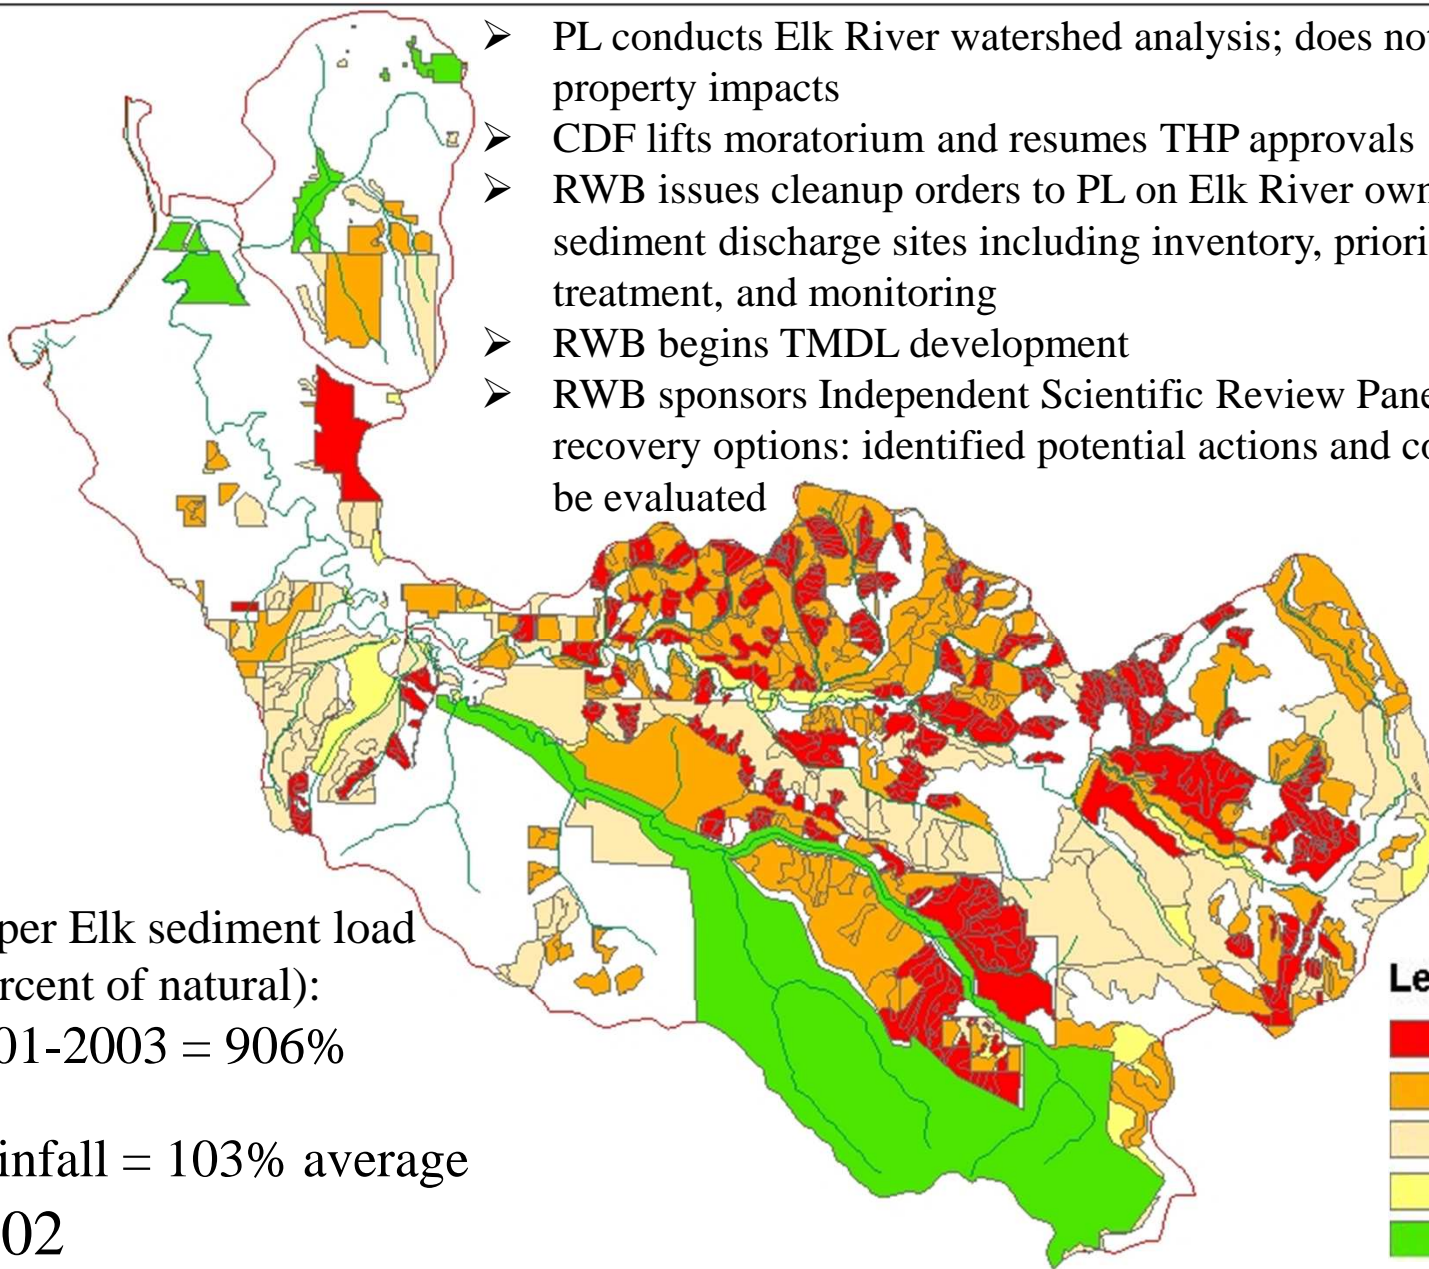 ➢ PL conducts Elk River watershed analysis; does no
property impacts
➢ CDF lifts moratorium and resumes THP approvals
➢ RWB issues cleanup orders to PL on Elk River own
sediment discharge sites including inventory, priori
treatment, and monitoring
➢ RWB begins TMDL development
➢ RWB sponsors Independent Scientific Review Pane
recovery options: identified potential actions and co
be evaluated
per Elk sediment load
rcent of natural):
01-2003 = 906%
infall = 103% average
02
Le